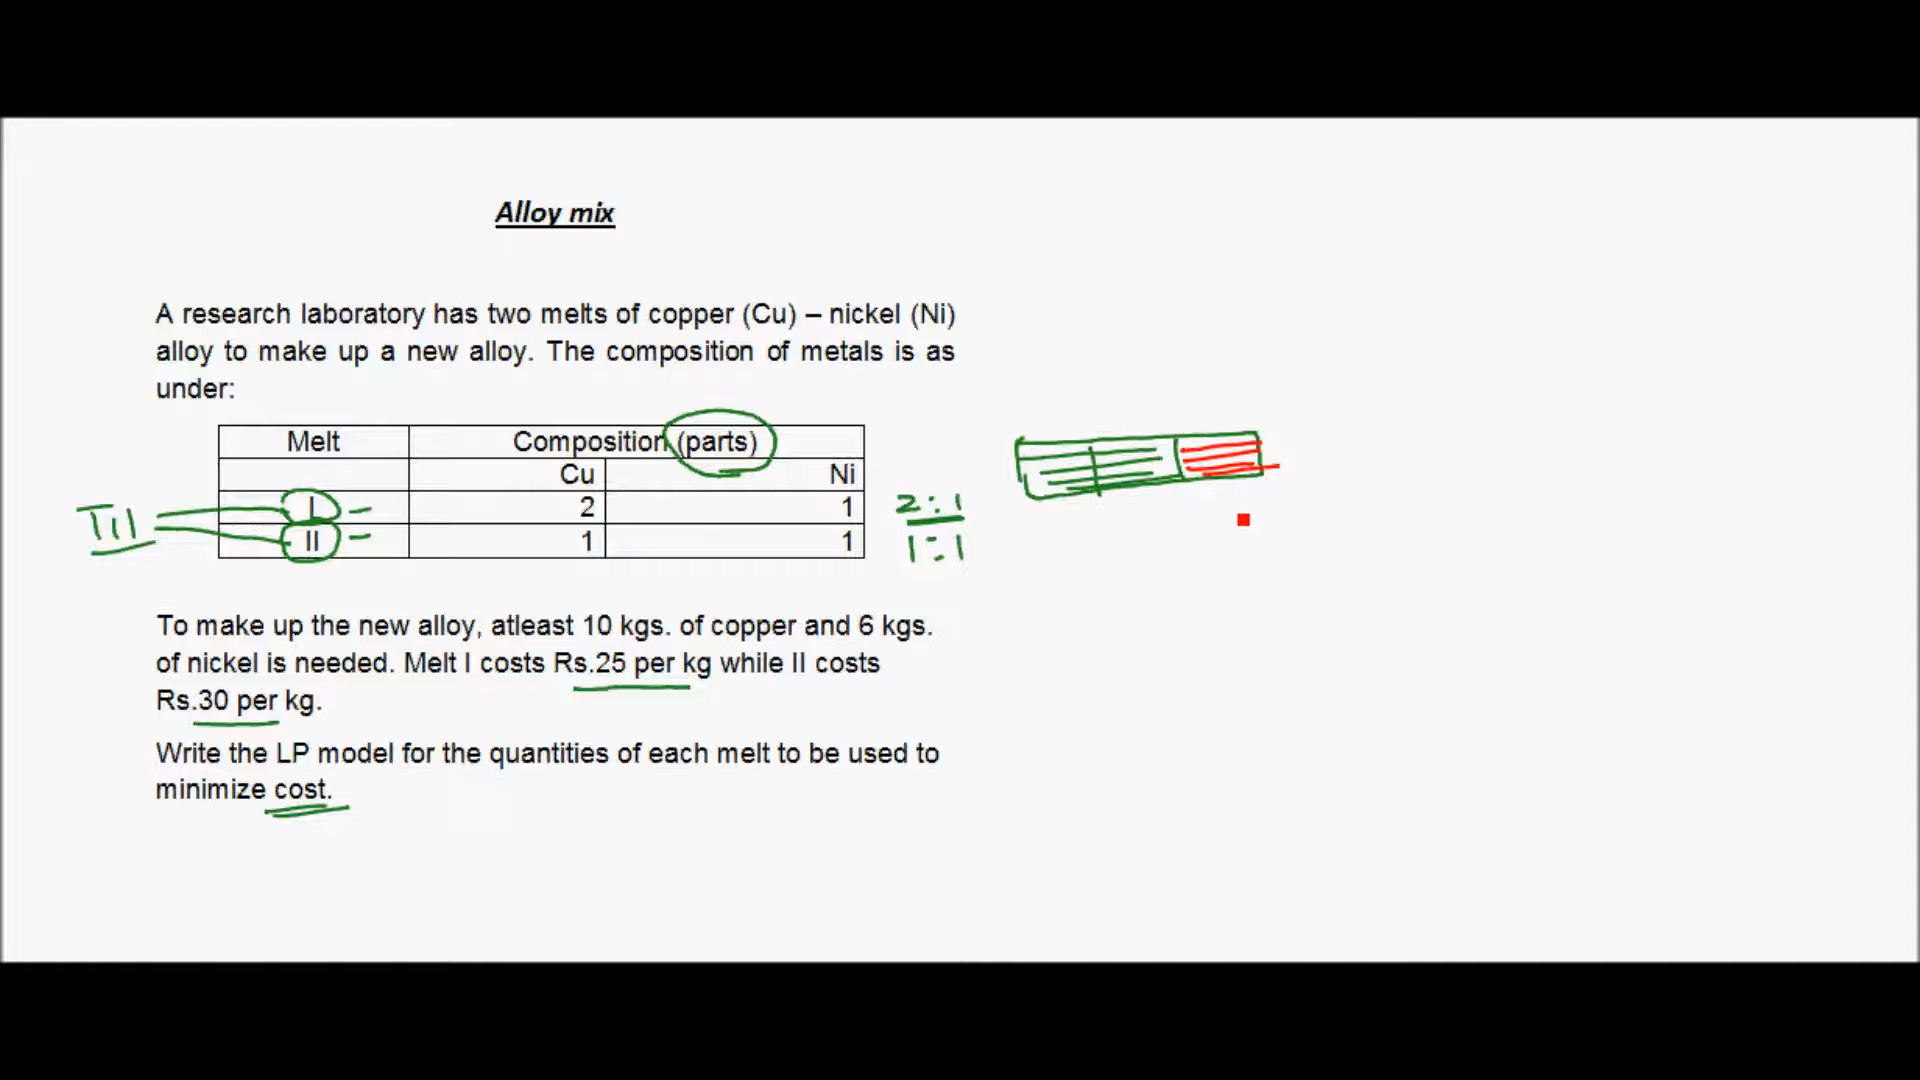 Alloy mix
A research laboratory has two melts of copper (Cu) – nickel (Ni)
alloy to make up a new alloy. The composition of metals is as
under:
Melt Composition (parts)
Cu Ni
I 2 1
II 1 1
2 : 1
1 : 1
To make up the new alloy, atleast 10 kgs. of copper and 6 kgs.
of nickel is needed. Melt I costs Rs.25 per kg while II costs
Rs.30 per kg.
Write the LP model for the quantities of each melt to be used to
minimize cost.